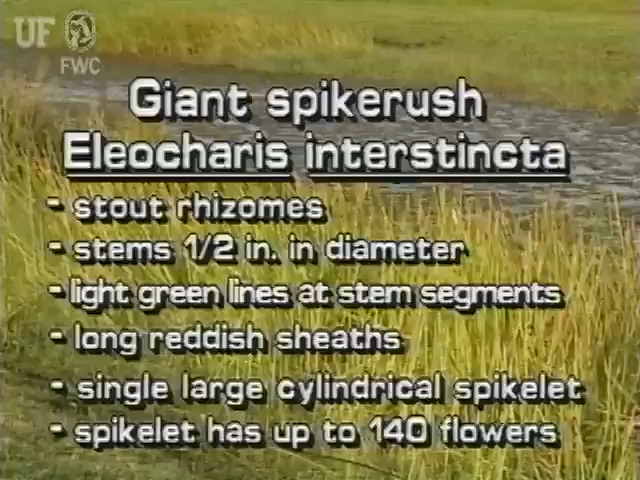 UF
FWC
Giant spikerush
Eleocharis interstincta
- stout rhizomes
- stems 1/2 in. in diameter
- light green lines at stem segments
- long reddish sheaths
- single large cylindrical spikelet
- spikelet has up to 140 flowers